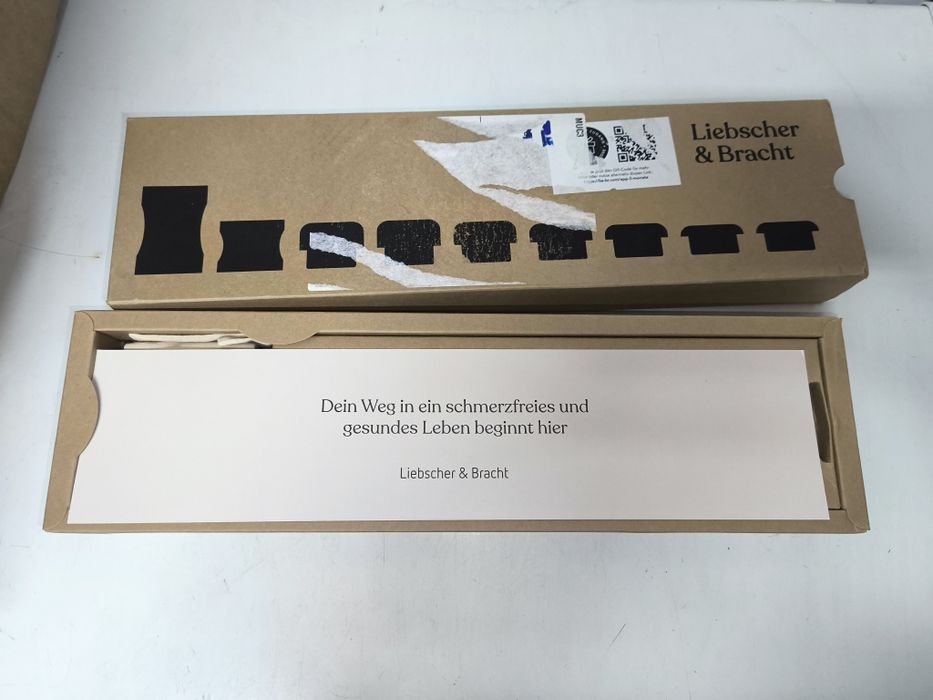 Liebscher
& Bracht
MUC3
Dein Weg in ein schmerzfreies und
gesundes Leben beginnt hier
Liebscher & Bracht